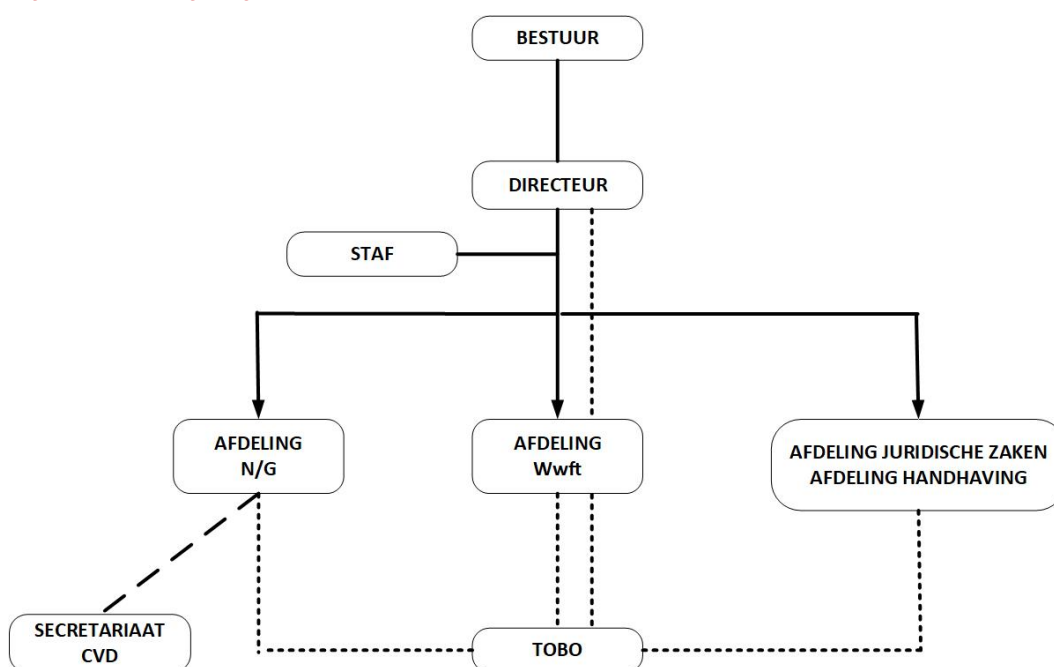 BESTUUR
DIRECTEUR
STAF
AFDELING
N/G
AFDELING
Wwft
AFDELING JURIDISCHE ZAKEN
AFDELING HANDHAVING
SECRETARIAAT
CVD
TOBO